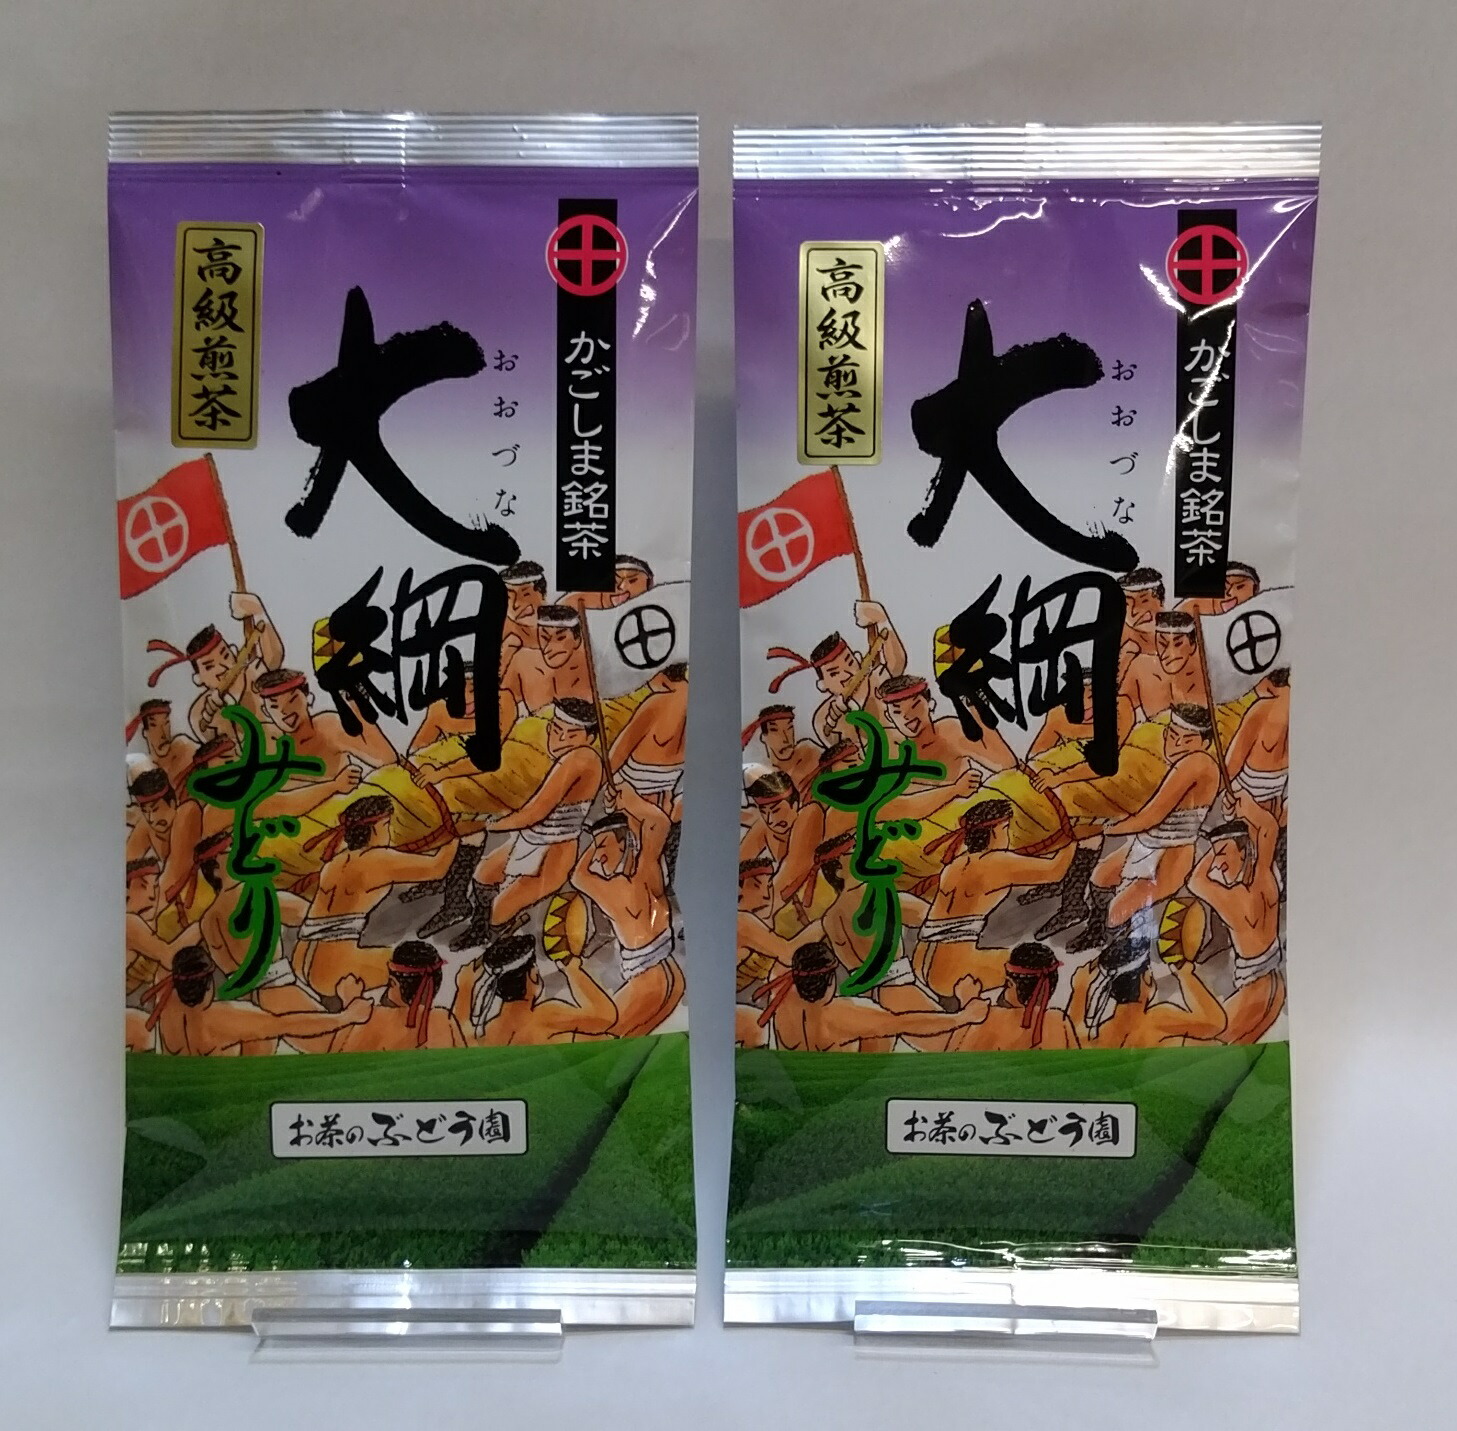 かごしま銘茶
高級煎茶
大綱
おおづな
みどり
お茶のぶどう園
かごしま銘茶
高級煎茶
大綱
おおづな
みどり
お茶のぶどう園